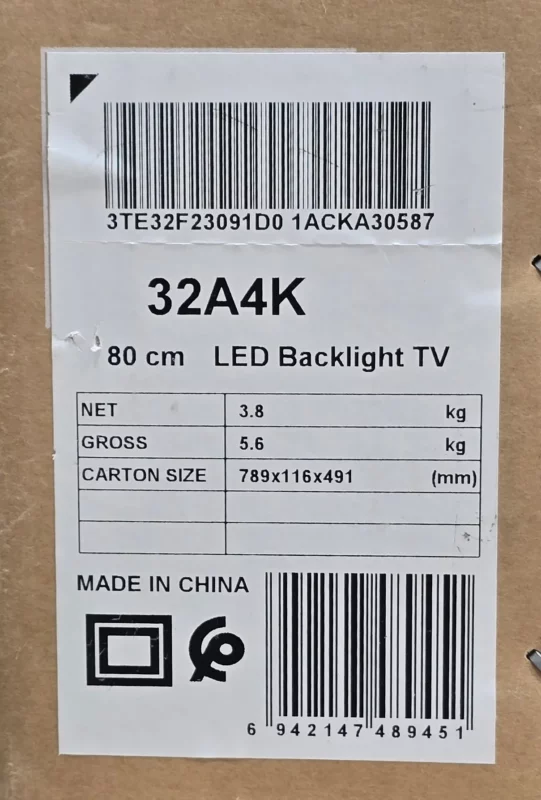 3TE32F23091D0 1ACKA30587
32A4K
80 cm LED Backlight TV
NET 3.8 kg
GROSS 5.6 kg
CARTON SIZE 789x116x491 (mm)
MADE IN CHINA
6 942147 489451